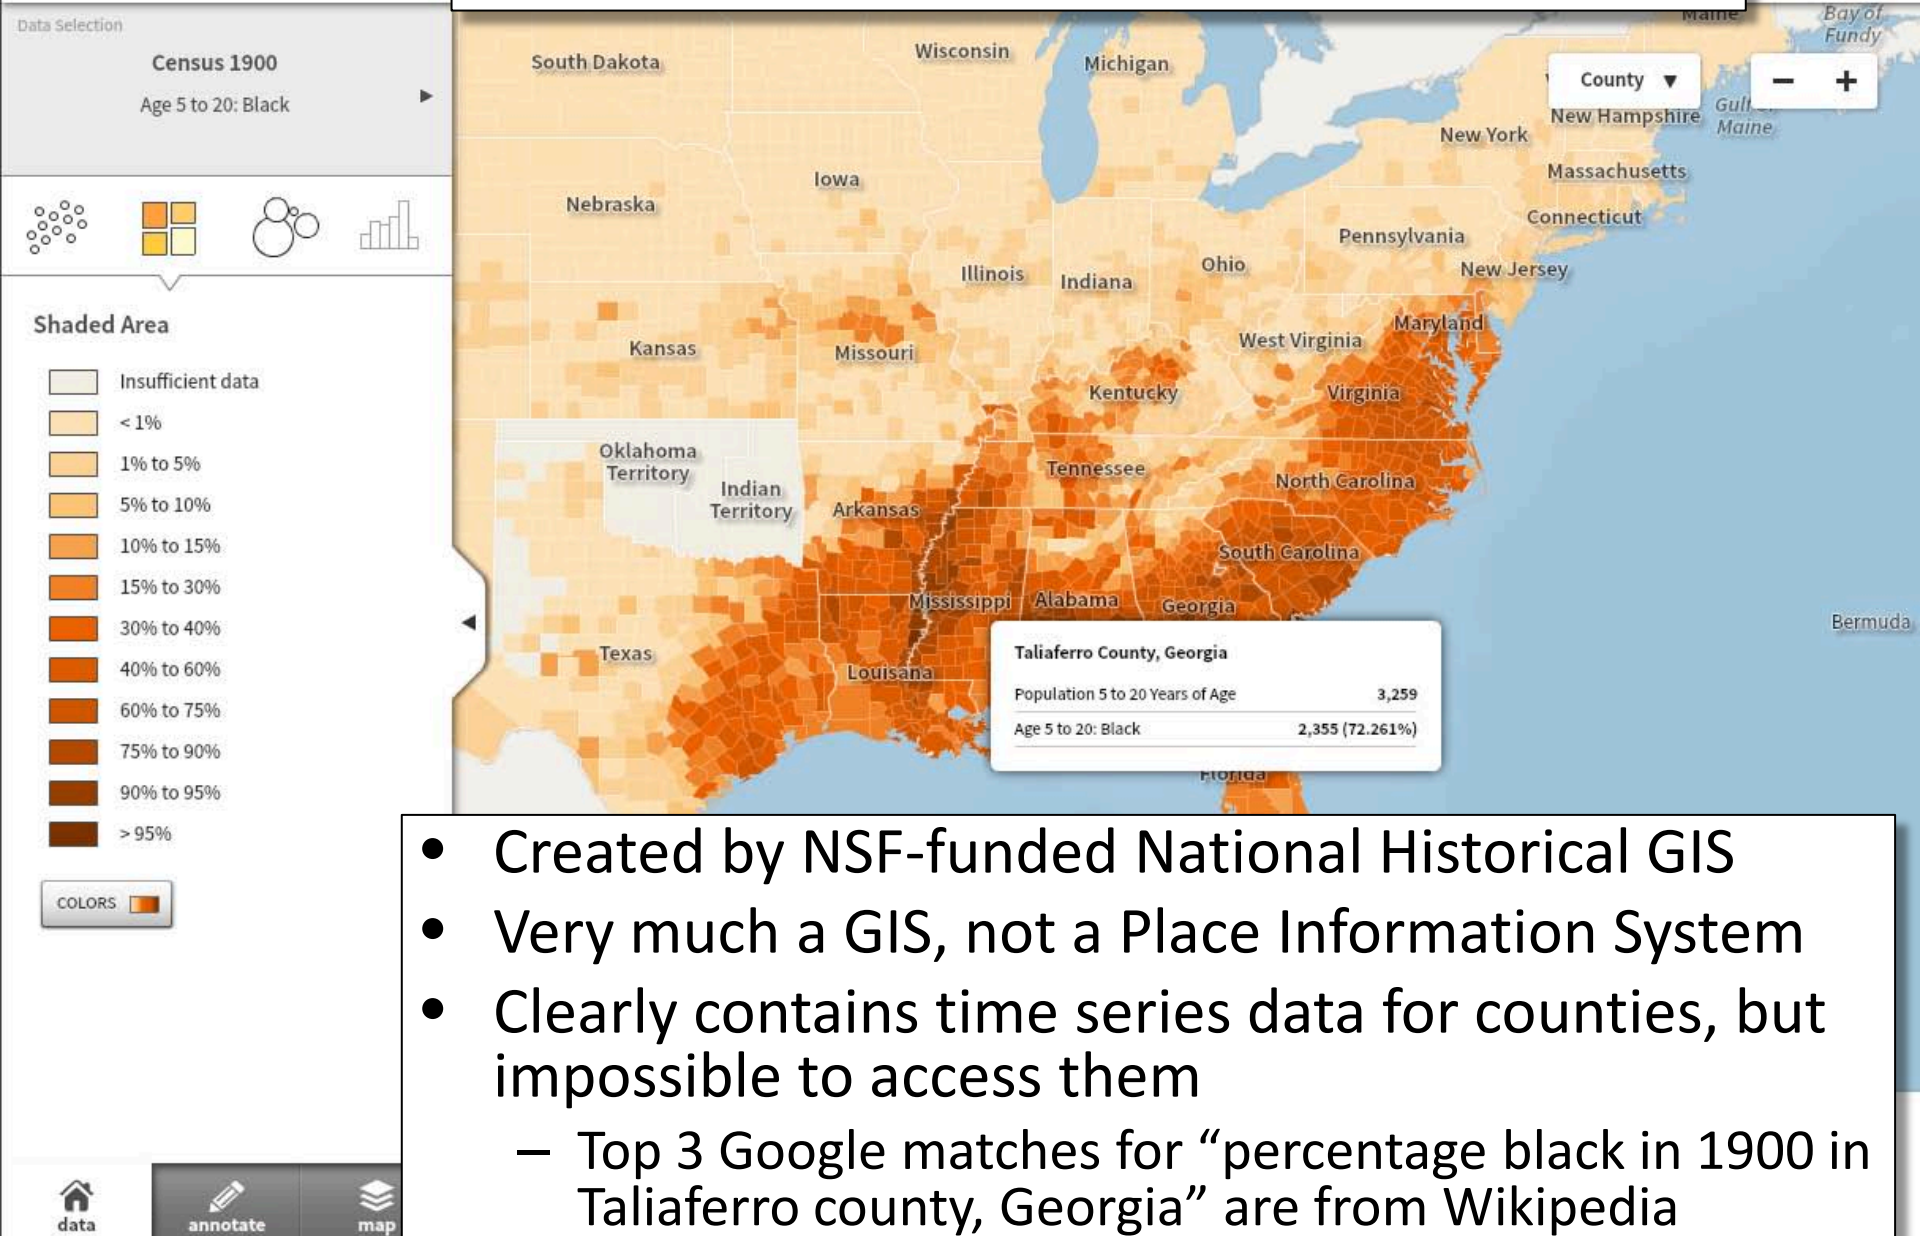 Data Selection
Census 1900
Age 5 to 20: Black
Shaded Area
Insufficient data
< 1%
1% to 5%
5% to 10%
10% to 15%
15% to 30%
30% to 40%
40% to 60%
60% to 75%
75% to 90%
90% to 95%
> 95%
COLORS
data
annotate
map
South Dakota
Wisconsin
Michigan
Maine
Bay of
Fundy
County ▼
− +
New Hampshire
Gulf of
Maine
New York
Massachusetts
Iowa
Nebraska
Connecticut
Pennsylvania
Illinois
Indiana
Ohio
New Jersey
Maryland
Kansas
Missouri
West Virginia
Kentucky
Virginia
Oklahoma
Territory
Tennessee
North Carolina
Indian
Territory
Arkansas
South Carolina
Mississippi
Alabama
Georgia
Bermuda
Texas
Louisana
Taliaferro County, Georgia
Population 5 to 20 Years of Age 3,259
Age 5 to 20: Black 2,355 (72.261%)
Florida
• Created by NSF-funded National Historical GIS
• Very much a GIS, not a Place Information System
• Clearly contains time series data for counties, but
impossible to access them
– Top 3 Google matches for “percentage black in 1900 in
Taliaferro county, Georgia” are from Wikipedia